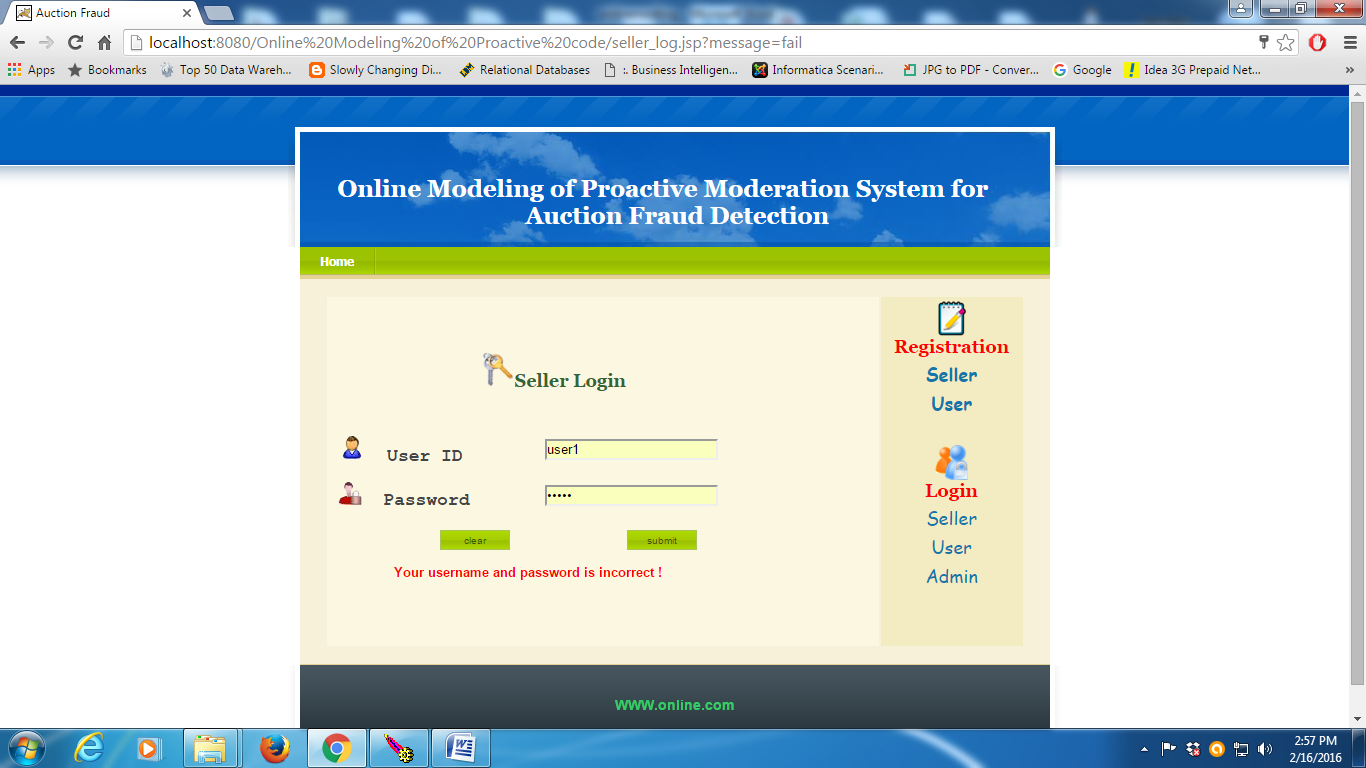 Auction Fraud
localhost:8080/Online%20Modeling%20of%20Proactive%20code/seller_log.jsp?message=fail
Apps Bookmarks Top 50 Data Wareh... Slowly Changing Di... Relational Databases :. Business Intelligen... Informatica Scenari... JPG to PDF - Conver... Google Idea 3G Prepaid Net... »
Online Modeling of Proactive Moderation System for
Auction Fraud Detection
Home
Seller Login
User ID user1
Password •••••
clear submit
Your username and password is incorrect !
Registration
Seller
User
Login
Seller
User
Admin
WWW.online.com
2:57 PM
2/16/2016